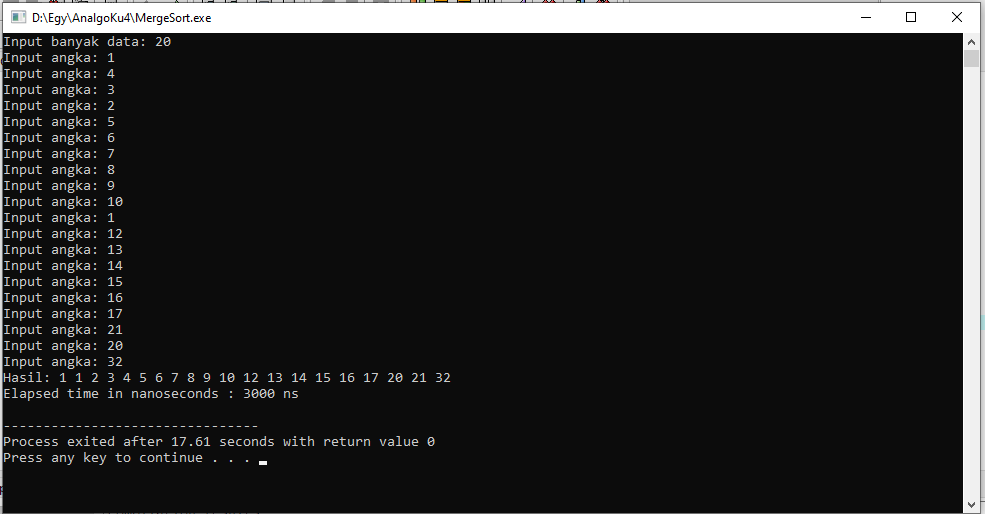 D:\Egy\AnalgoKu4\MergeSort.exe
Input banyak data: 20
Input angka: 1
Input angka: 4
Input angka: 3
Input angka: 2
Input angka: 5
Input angka: 6
Input angka: 7
Input angka: 8
Input angka: 9
Input angka: 10
Input angka: 1
Input angka: 12
Input angka: 13
Input angka: 14
Input angka: 15
Input angka: 16
Input angka: 17
Input angka: 21
Input angka: 20
Input angka: 32
Hasil: 1 1 2 3 4 5 6 7 8 9 10 12 13 14 15 16 17 20 21 32
Elapsed time in nanoseconds : 3000 ns
--------------------------------
Process exited after 17.61 seconds with return value 0
Press any key to continue . . .